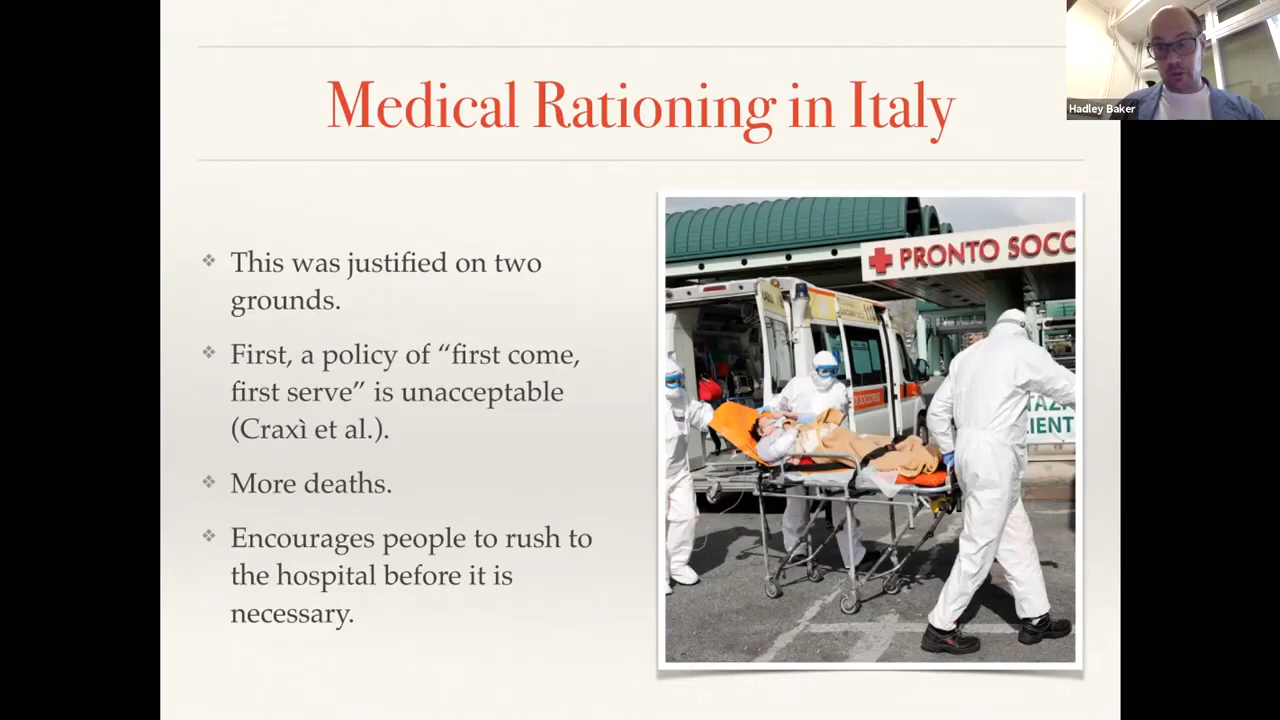 Medical Rationing in Italy
Hadley Baker
❖ This was justified on two
grounds.
❖ First, a policy of “first come,
first serve” is unacceptable
(Craxì et al.).
❖ More deaths.
❖ Encourages people to rush to
the hospital before it is
necessary.
PRONTO SOCC